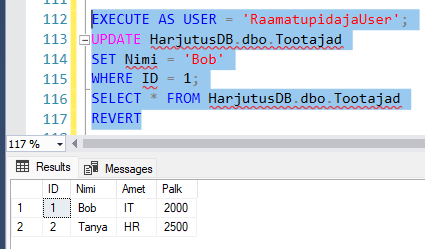 112 EXECUTE AS USER = 'RaamatupidajaUser';
113 UPDATE HarjutusDB.dbo.Tootajad
114 SET Nimi = 'Bob'
115 WHERE ID = 1;
116 SELECT * FROM HarjutusDB.dbo.Tootajad
117 REVERT
117 %
Results Messages
ID Nimi Amet Palk
1 1 Bob IT 2000
2 2 Tanya HR 2500